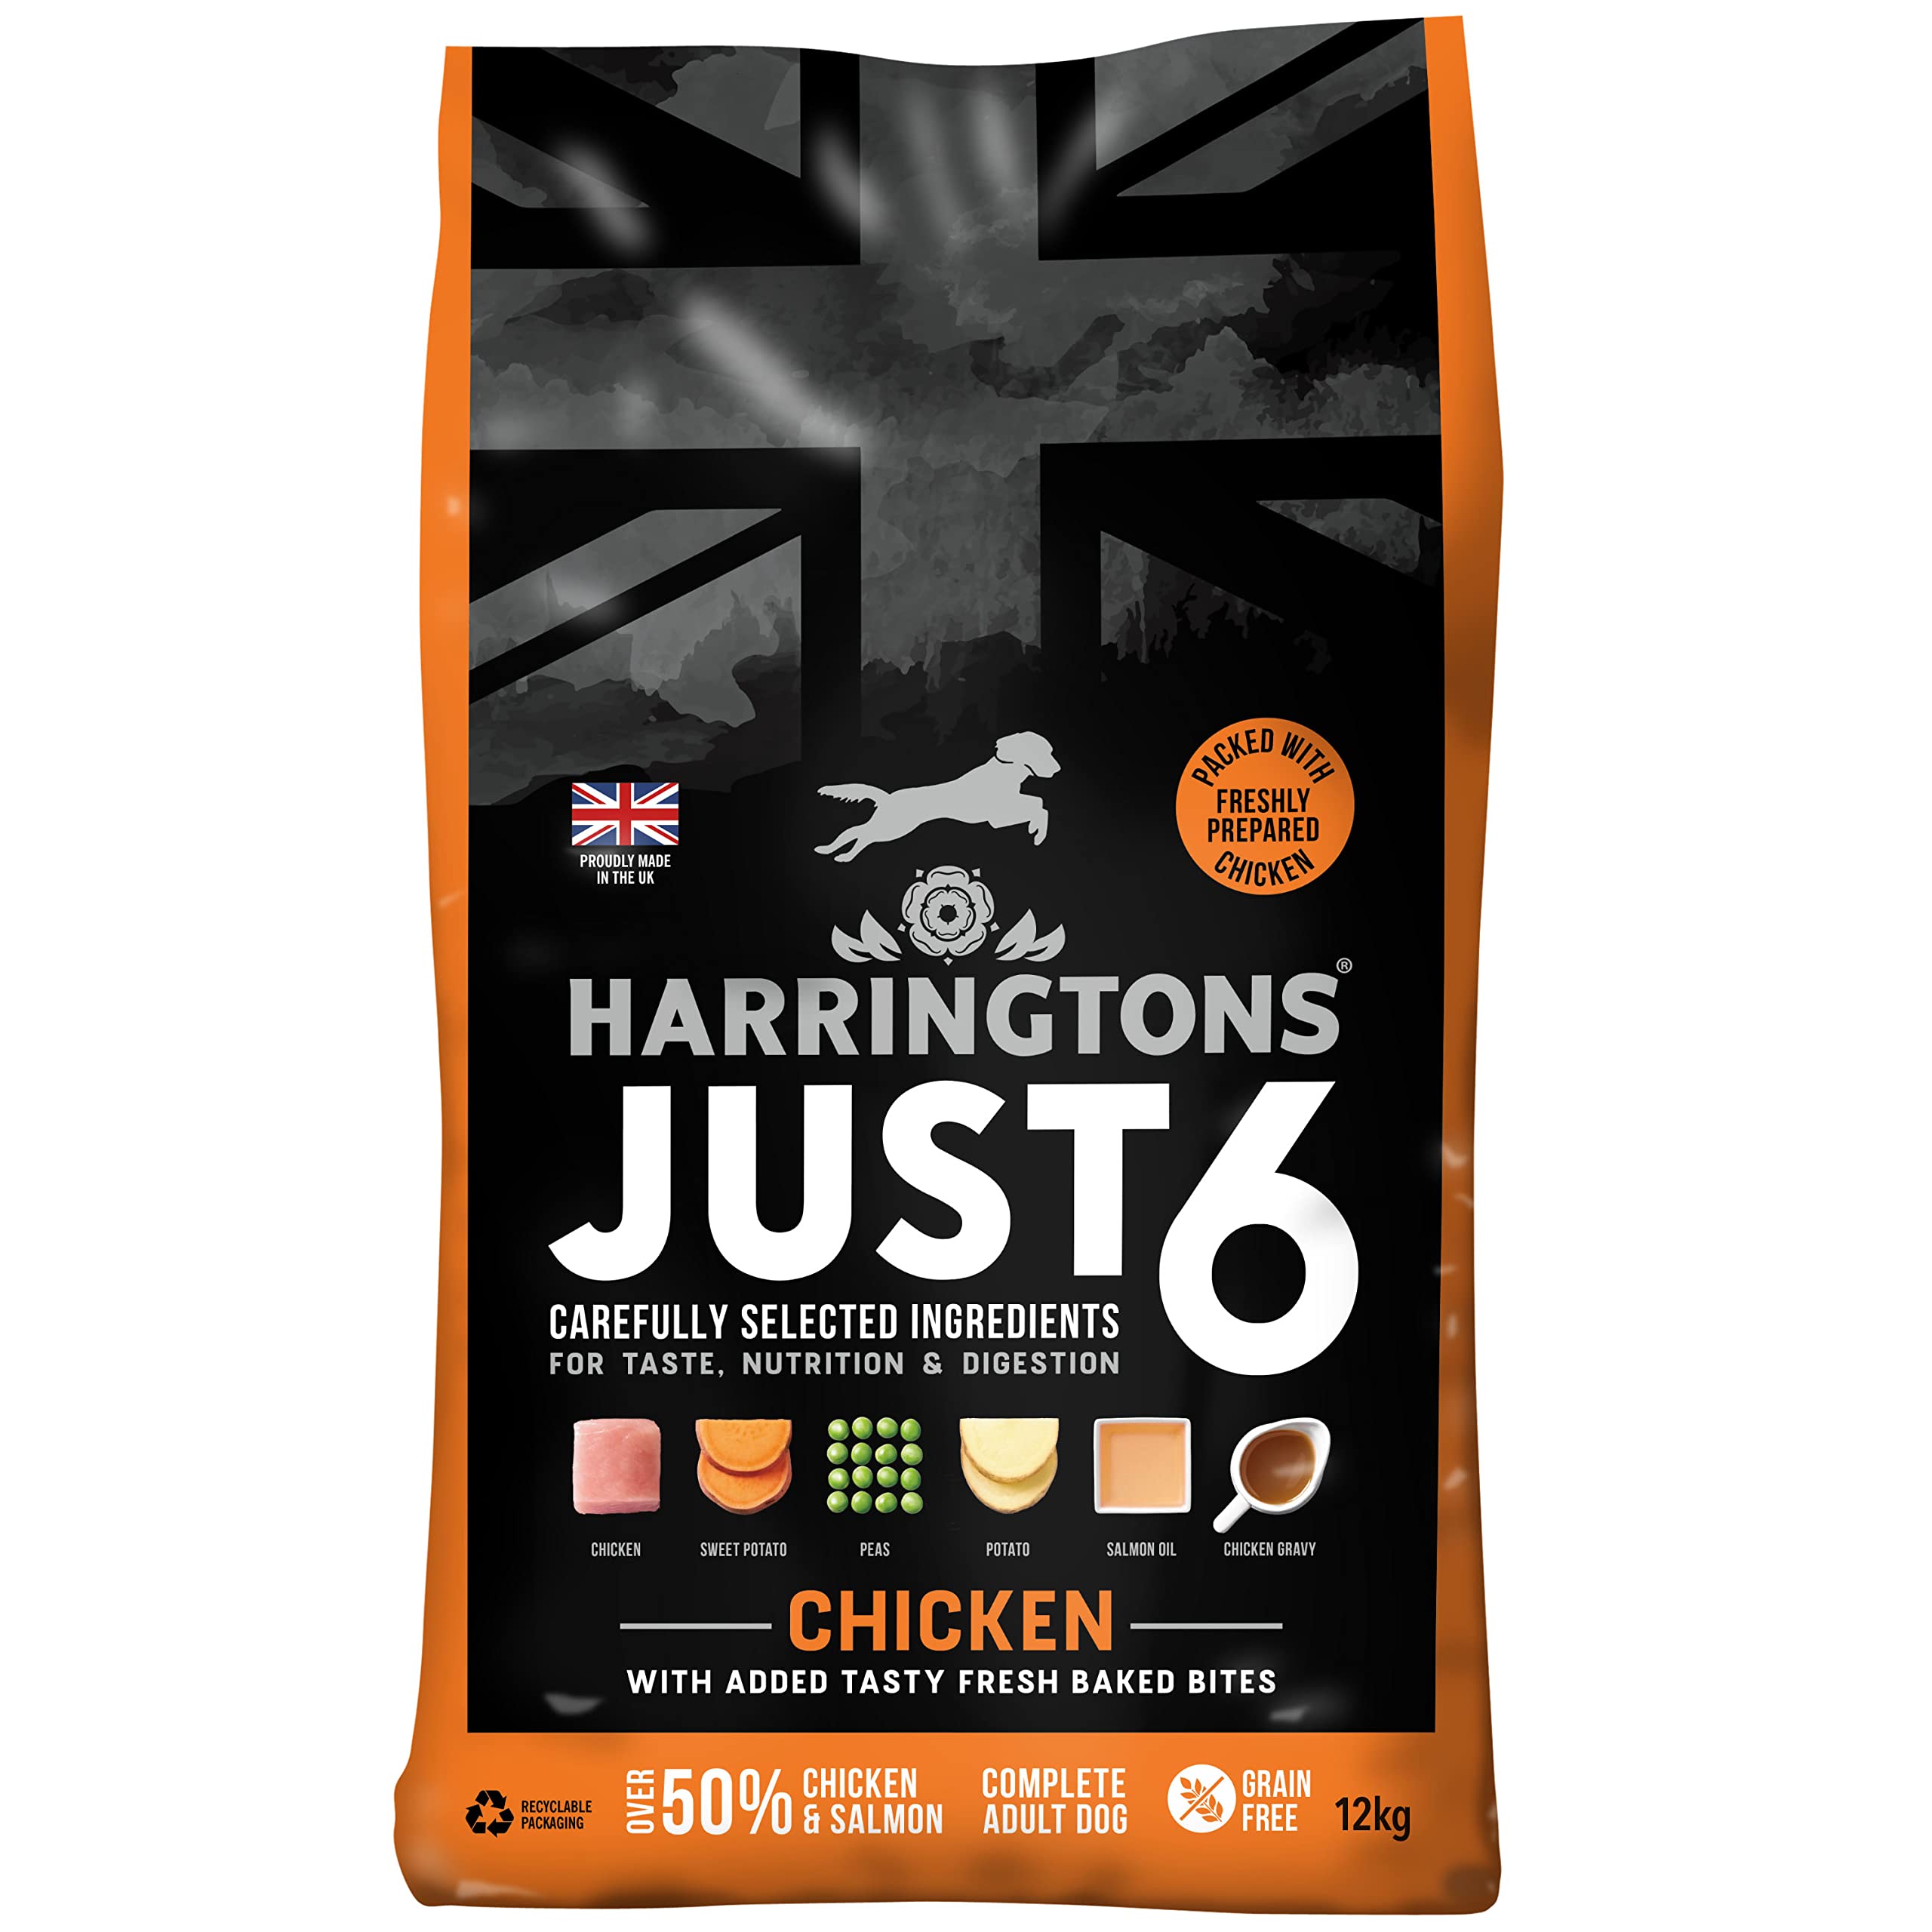 PACKED WITH
FRESHLY
PREPARED
CHICKEN
PROUDLY MADE
IN THE UK
HARRINGTONS®
JUST 6
CAREFULLY SELECTED INGREDIENTS
FOR TASTE, NUTRITION & DIGESTION
CHICKEN
SWEET POTATO
PEAS
POTATO
SALMON OIL
CHICKEN GRAVY
CHICKEN
WITH ADDED TASTY FRESH BAKED BITES
RECYCLABLE
PACKAGING
OVER 50% CHICKEN
& SALMON
COMPLETE
ADULT DOG
GRAIN
FREE
12kg